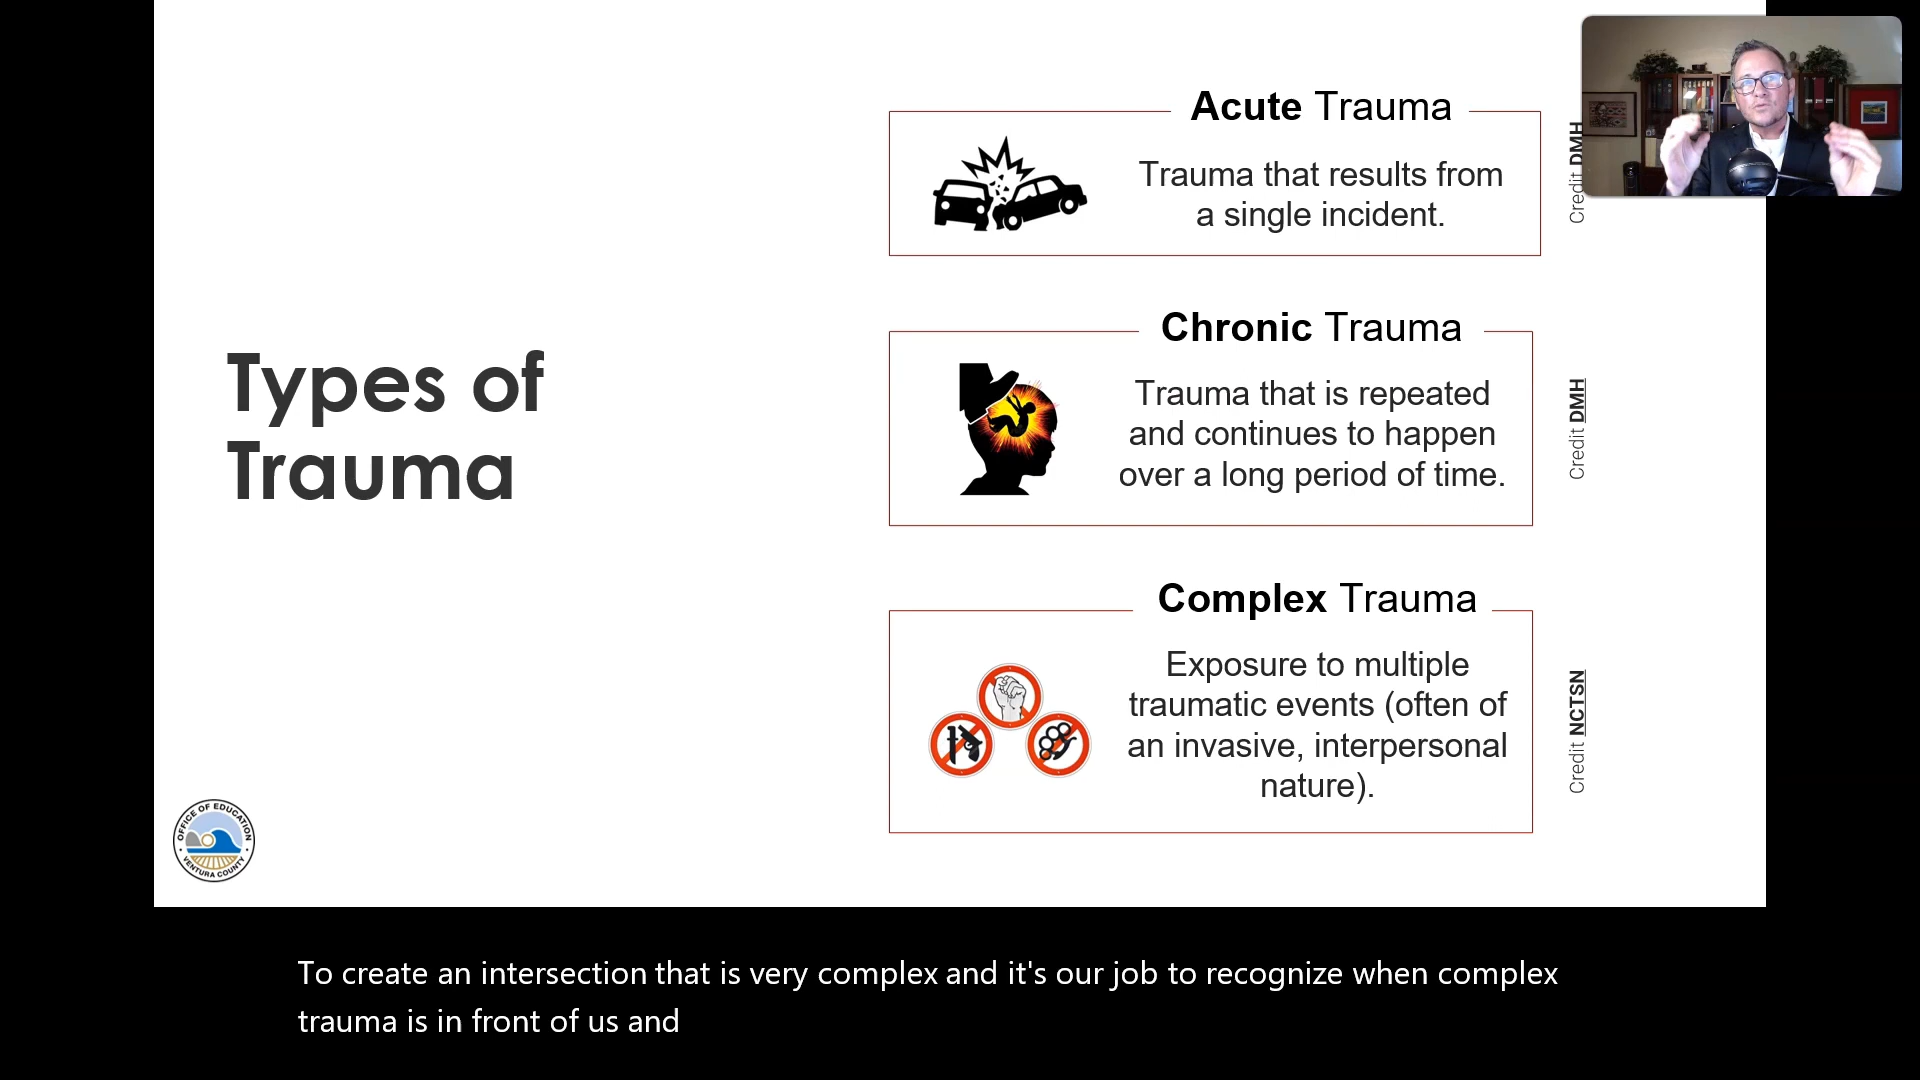 Types of
Trauma
Acute Trauma
Trauma that results from
a single incident.
Credit DMH
Chronic Trauma
Trauma that is repeated
and continues to happen
over a long period of time.
Credit DMH
Complex Trauma
Exposure to multiple
traumatic events (often of
an invasive, interpersonal
nature).
Credit NCTSN
OFFICE OF EDUCATION
VENTURA COUNTY
To create an intersection that is very complex and it's our job to recognize when complex
trauma is in front of us and